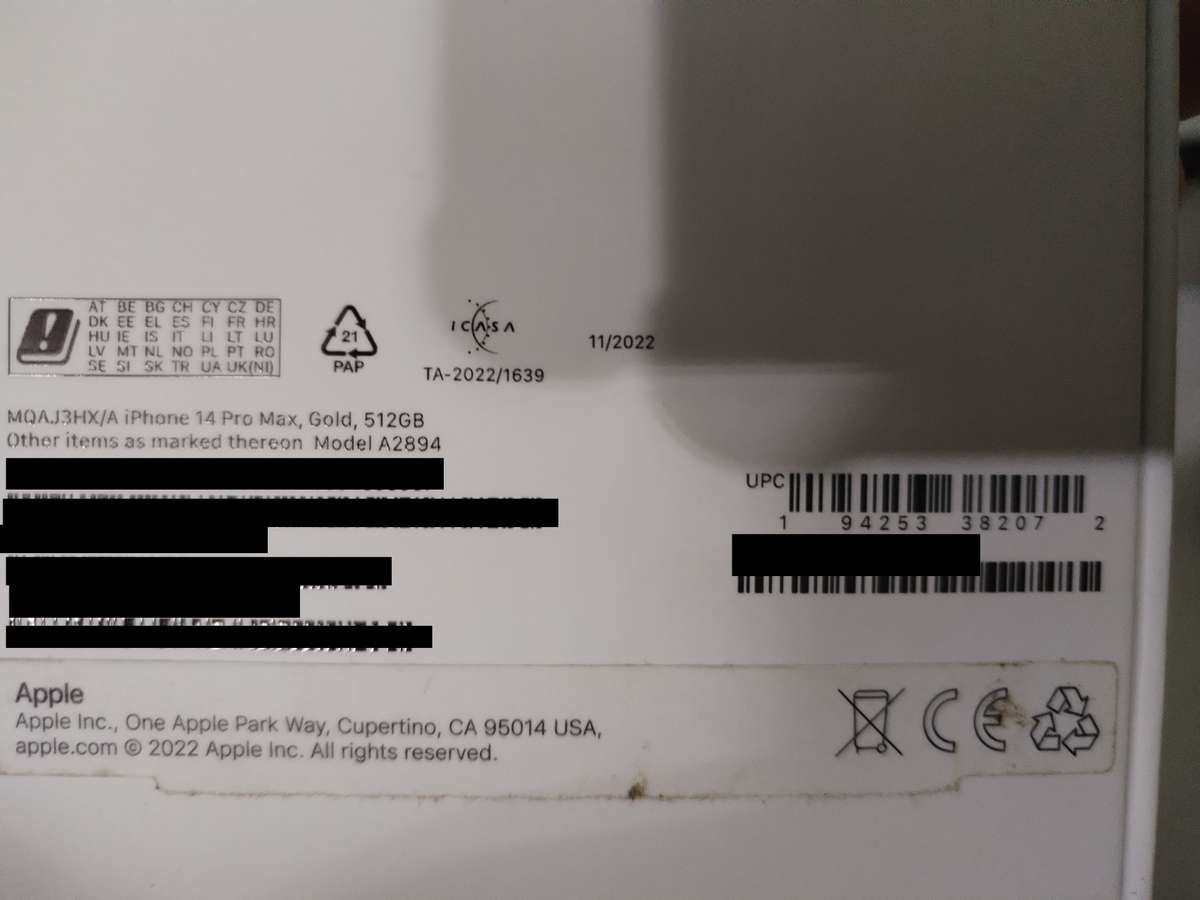 AT BE BG CH CY CZ DE
DK EE EL ES FI FR HR
HU IE IS IT LI LT LU
LV MT NL NO PL PT RO
SE SI SK TR UA UK(NI)
21
PAP
ICASA
TA-2022/1639
11/2022
MQAJ3HX/A iPhone 14 Pro Max, Gold, 512GB
Other items as marked thereon Model A2894
UPC
1 94253 38207 2
Apple
Apple Inc., One Apple Park Way, Cupertino, CA 95014 USA,
apple.com © 2022 Apple Inc. All rights reserved.
CE